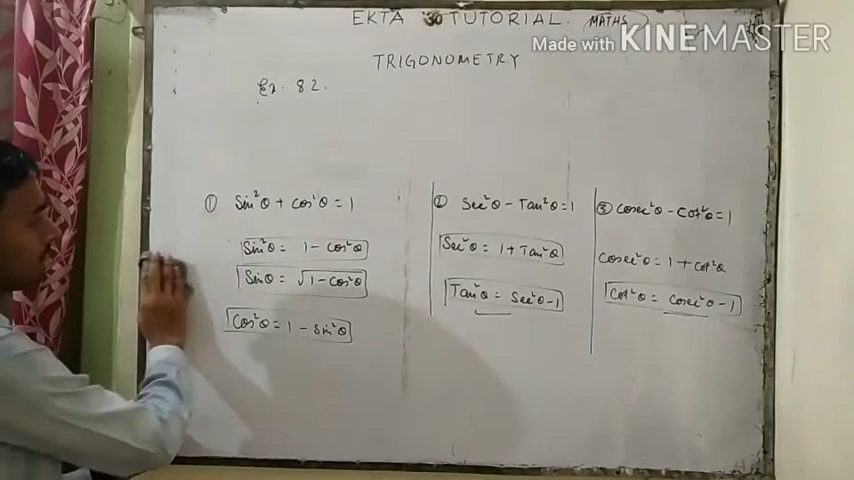 EKTA 30 TUTORIAL. (MATHS)
Made with KINEMASTER
TRIGONOMETRY
Ex. 8.2.
① Sin²θ + cos²θ = 1
Sin²θ = 1 - cos²θ
Sinθ = √1 - cos²θ
Cos²θ = 1 - sin²θ
② Sec²θ - Tan²θ = 1
Sec²θ = 1 + Tan²θ
Tan²θ = Sec²θ - 1
③ Cosec²θ - Cot²θ = 1
Cosec²θ = 1 + cot²θ
Cot²θ = Cosec²θ - 1